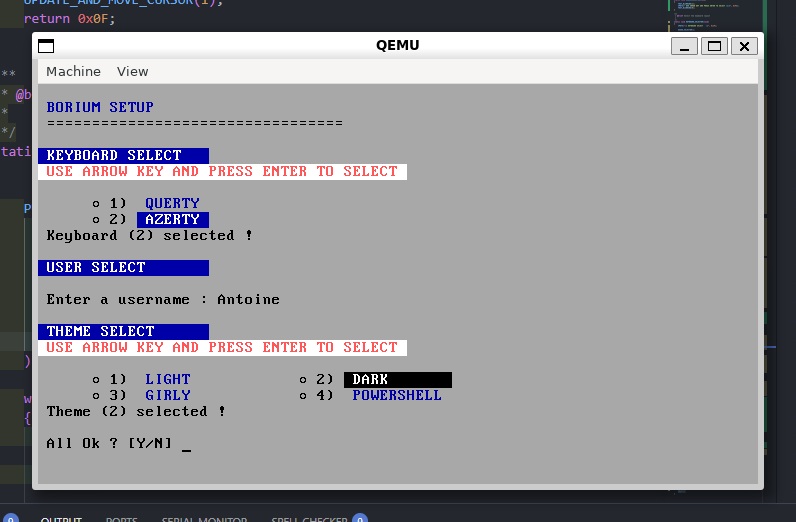 UPDATE_AND_MOVE_CURSOR(1);
return 0x0F;
QEMU
**
* @b
*
*/
tati
Machine View
BORIUM SETUP
=================================
KEYBOARD SELECT
USE ARROW KEY AND PRESS ENTER TO SELECT
o 1) QUERTY
o 2) AZERTY
Keyboard (2) selected !
USER SELECT
Enter a username : Antoine
THEME SELECT
USE ARROW KEY AND PRESS ENTER TO SELECT
o 1) LIGHT o 2) DARK
o 3) GIRLY o 4) POWERSHELL
Theme (2) selected !
All Ok ? [Y/N] _
P
)
w
{
OUTPUT PORTS SERIAL MONITOR SPELL CHECKER 9